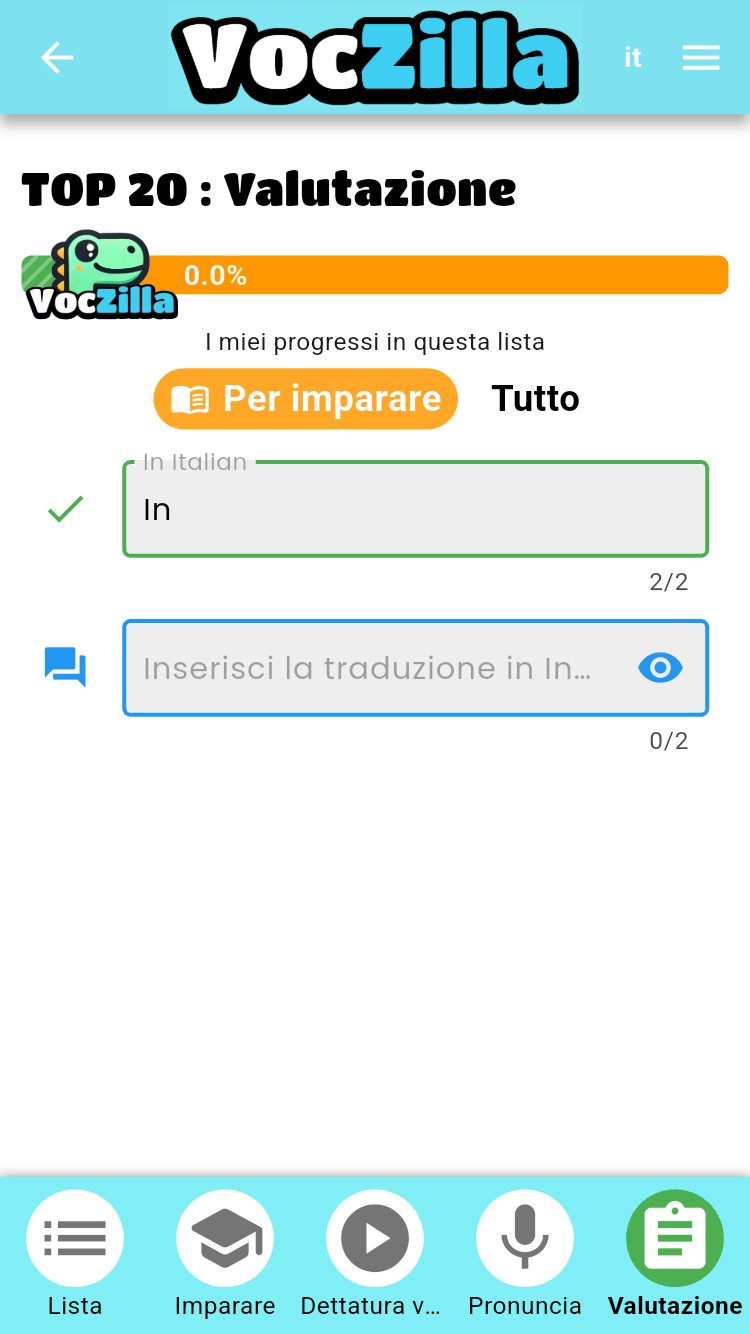 VocZilla
it
TOP 20 : Valutazione
VocZilla
0.0%
I miei progressi in questa lista
Per imparare
Tutto
In Italian
In
2/2
Inserisci la traduzione in In…
0/2
Lista
Imparare
Dettatura v…
Pronuncia
Valutazione